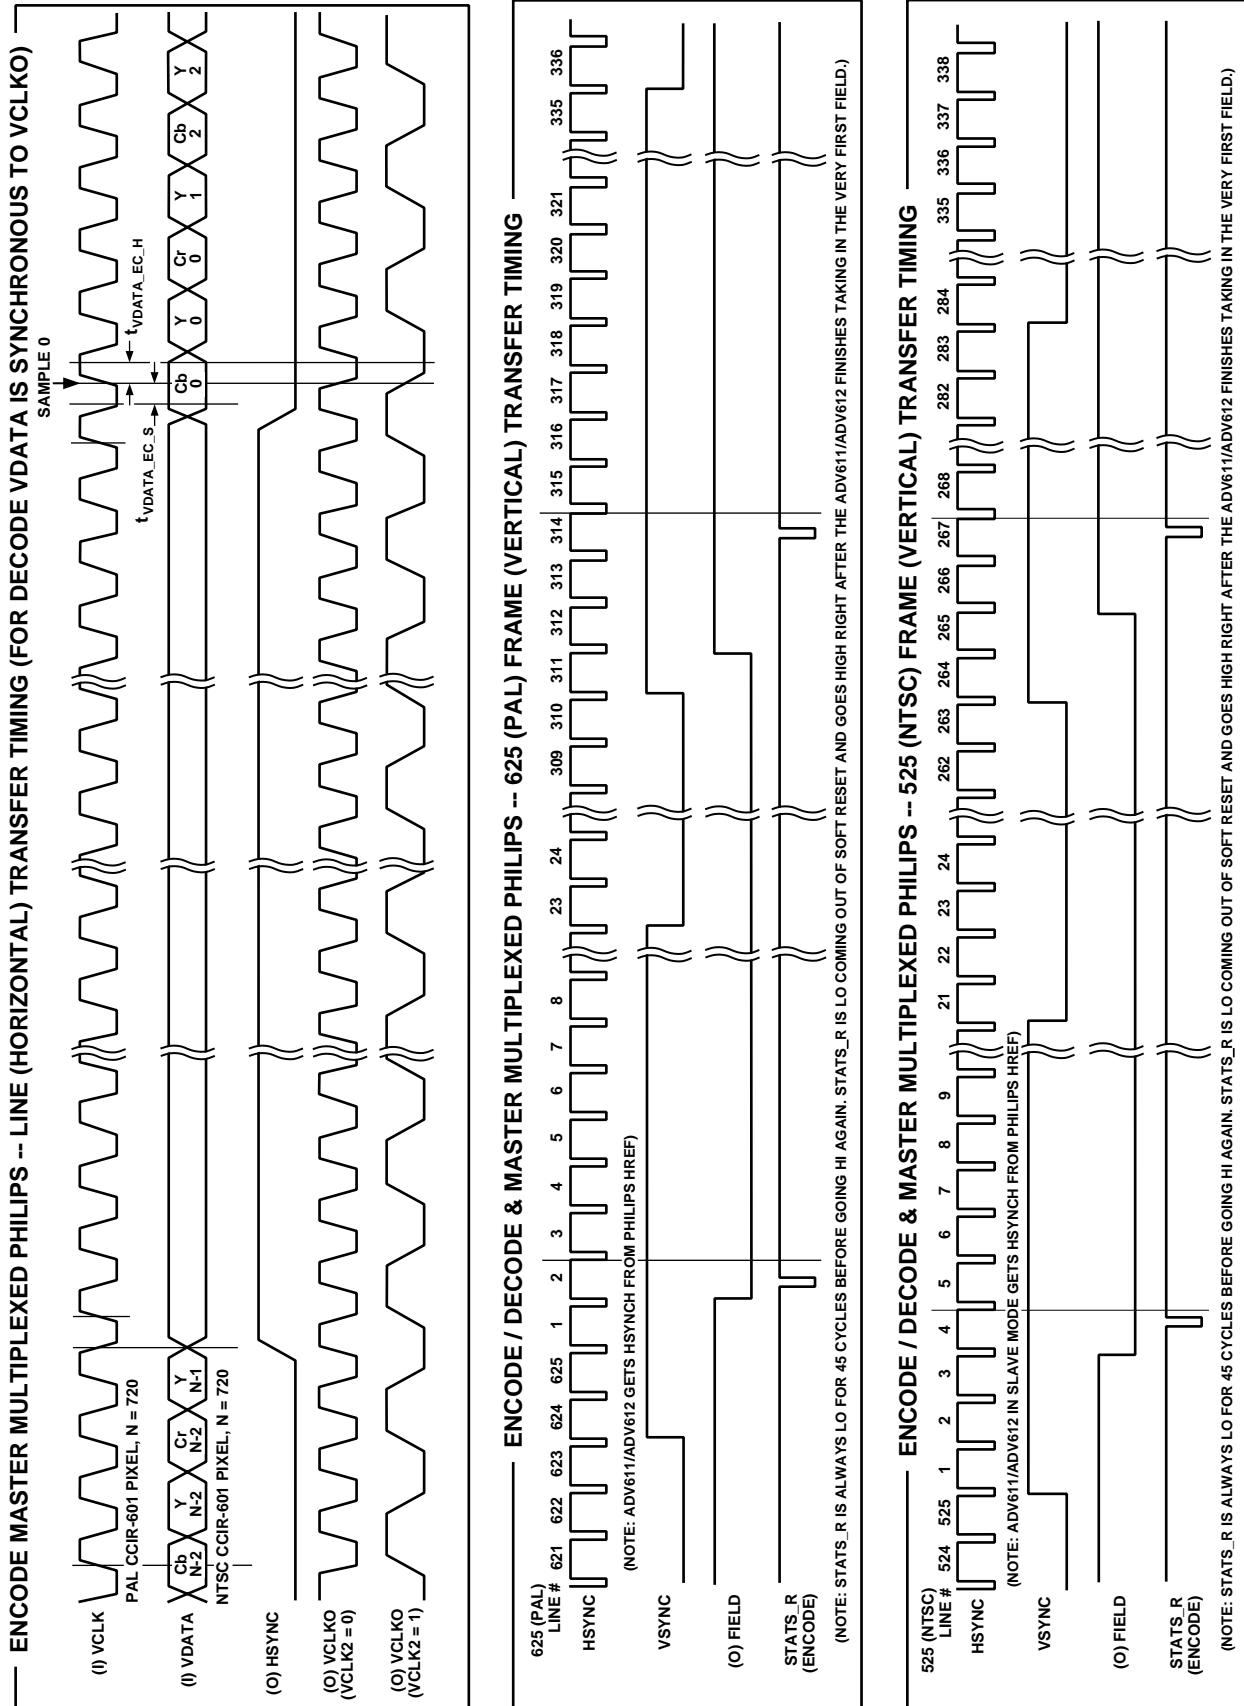 ENCODE MASTER MULTIPLEXED PHILIPS -- LINE (HORIZONTAL) TRANSFER TIMING (FOR DECODE VDATA IS SYNCHRONOUS TO VCLKO)
SAMPLE 0
(I) VCLK
PAL CCIR-601 PIXEL, N = 720
tVDATA_EC_S
tVDATA_EC_H
(I) VDATA
Cb N-2
Y N-2
Cr N-2
Y N-1
Cb 0
Y 0
Cr 0
Y 1
Cb 2
Y 2
NTSC CCIR-601 PIXEL, N = 720
(O) HSYNC
(O) VCLKO
(VCLK2 = 0)
(O) VCLKO
(VCLK2 = 1)
ENCODE / DECODE & MASTER MULTIPLEXED PHILIPS -- 625 (PAL) FRAME (VERTICAL) TRANSFER TIMING
625 (PAL)
LINE # 621 622 623 624 625 1 2 3 4 5 6 7 8 23 24 309 310 311 312 313 314 315 316 317 318 319 320 321 335 336
HSYNC
(NOTE: ADV611/ADV612 GETS HSYNCH FROM PHILIPS HREF)
VSYNC
(O) FIELD
STATS_R
(ENCODE)
(NOTE: STATS_R IS ALWAYS LO FOR 45 CYCLES BEFORE GOING HI AGAIN. STATS_R IS LO COMING OUT OF SOFT RESET AND GOES HIGH RIGHT AFTER THE ADV611/ADV612 FINISHES TAKING IN THE VERY FIRST FIELD.)
ENCODE / DECODE & MASTER MULTIPLEXED PHILIPS -- 525 (NTSC) FRAME (VERTICAL) TRANSFER TIMING
525 (NTSC)
LINE # 524 525 1 2 3 4 5 6 7 8 9 21 22 23 24 262 263 264 265 266 267 268 282 283 284 335 336 337 338
HSYNC
(NOTE: ADV611/ADV612 IN SLAVE MODE GETS HSYNCH FROM PHILIPS HREF)
VSYNC
(O) FIELD
STATS_R
(ENCODE)
(NOTE: STATS_R IS ALWAYS LO FOR 45 CYCLES BEFORE GOING HI AGAIN. STATS_R IS LO COMING OUT OF SOFT RESET AND GOES HIGH RIGHT AFTER THE ADV611/ADV612 FINISHES TAKING IN THE VERY FIRST FIELD.)